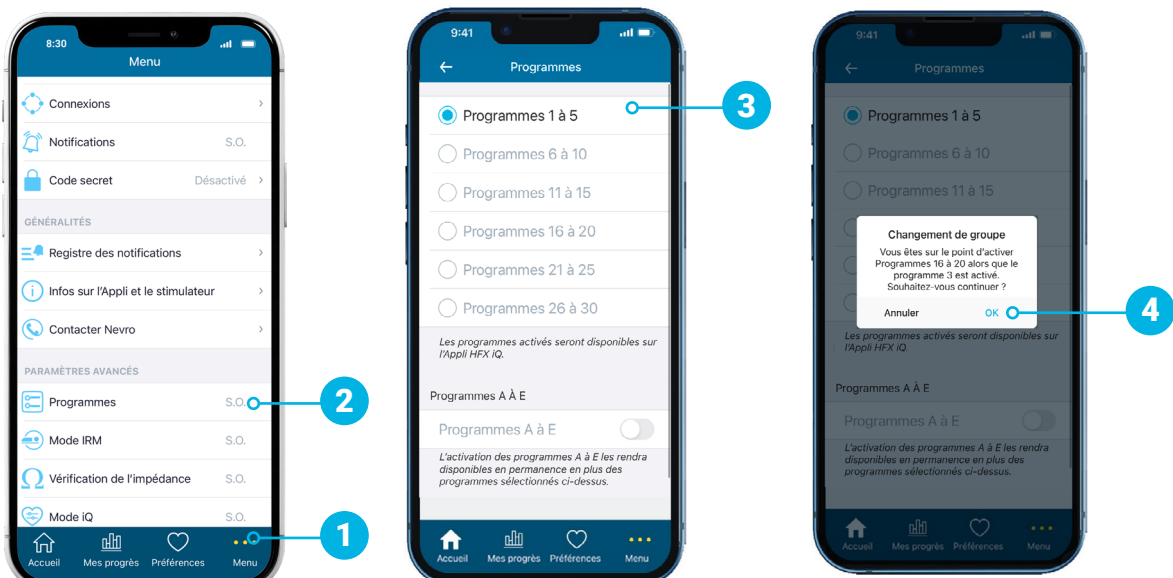 8:30
Menu
Connexions
Notifications S.O.
Code secret Désactivé
GÉNÉRALITÉS
Registre des notifications
Infos sur l'Appli et le stimulateur
Contacter Nevro
PARAMÈTRES AVANCÉS
Programmes S.O.
2
Mode IRM S.O.
Vérification de l'impédance S.O.
Mode iQ S.O.
1
Accueil Mes progrès Préférences Menu
9:41
Programmes
3
Programmes 1 à 5
Programmes 6 à 10
Programmes 11 à 15
Programmes 16 à 20
Programmes 21 à 25
Programmes 26 à 30
Les programmes activés seront disponibles sur
l'Appli HFX iQ.
Programmes A À E
Programmes A à E
L'activation des programmes A à E les rendra
disponibles en permanence en plus des
programmes sélectionnés ci-dessus.
Accueil Mes progrès Préférences Menu
9:41
Programmes
Programmes 1 à 5
Programmes 6 à 10
Programmes 11 à 15
Changement de groupe
Vous êtes sur le point d'activer
Programmes 16 à 20 alors que le
programme 3 est activé.
Souhaitez-vous continuer ?
Annuler OK
4
Les programmes activés seront disponibles sur
l'Appli HFX iQ.
Programmes A À E
Programmes A à E
L'activation des programmes A à E les rendra
disponibles en permanence en plus des
programmes sélectionnés ci-dessus.
Accueil Mes progrès Préférences Menu